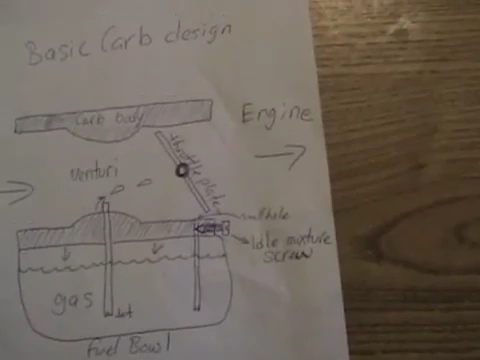 Basic Carb design
Carb body
Engine
throttle plate
venturi
hole
Idle mixture
screw
gas
jet
fuel Bowl